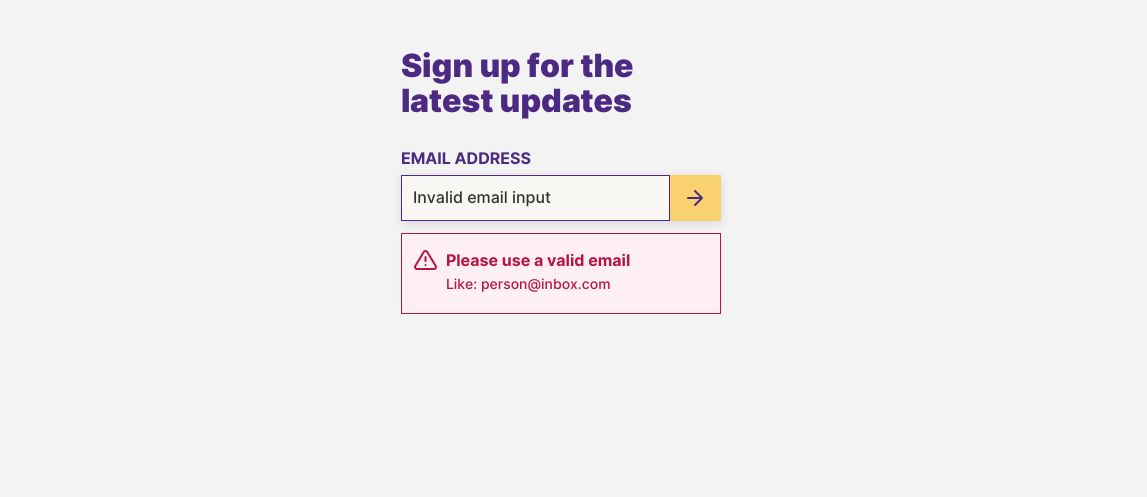 Sign up for the
latest updates
EMAIL ADDRESS
Invalid email input
Please use a valid email
Like: person@inbox.com